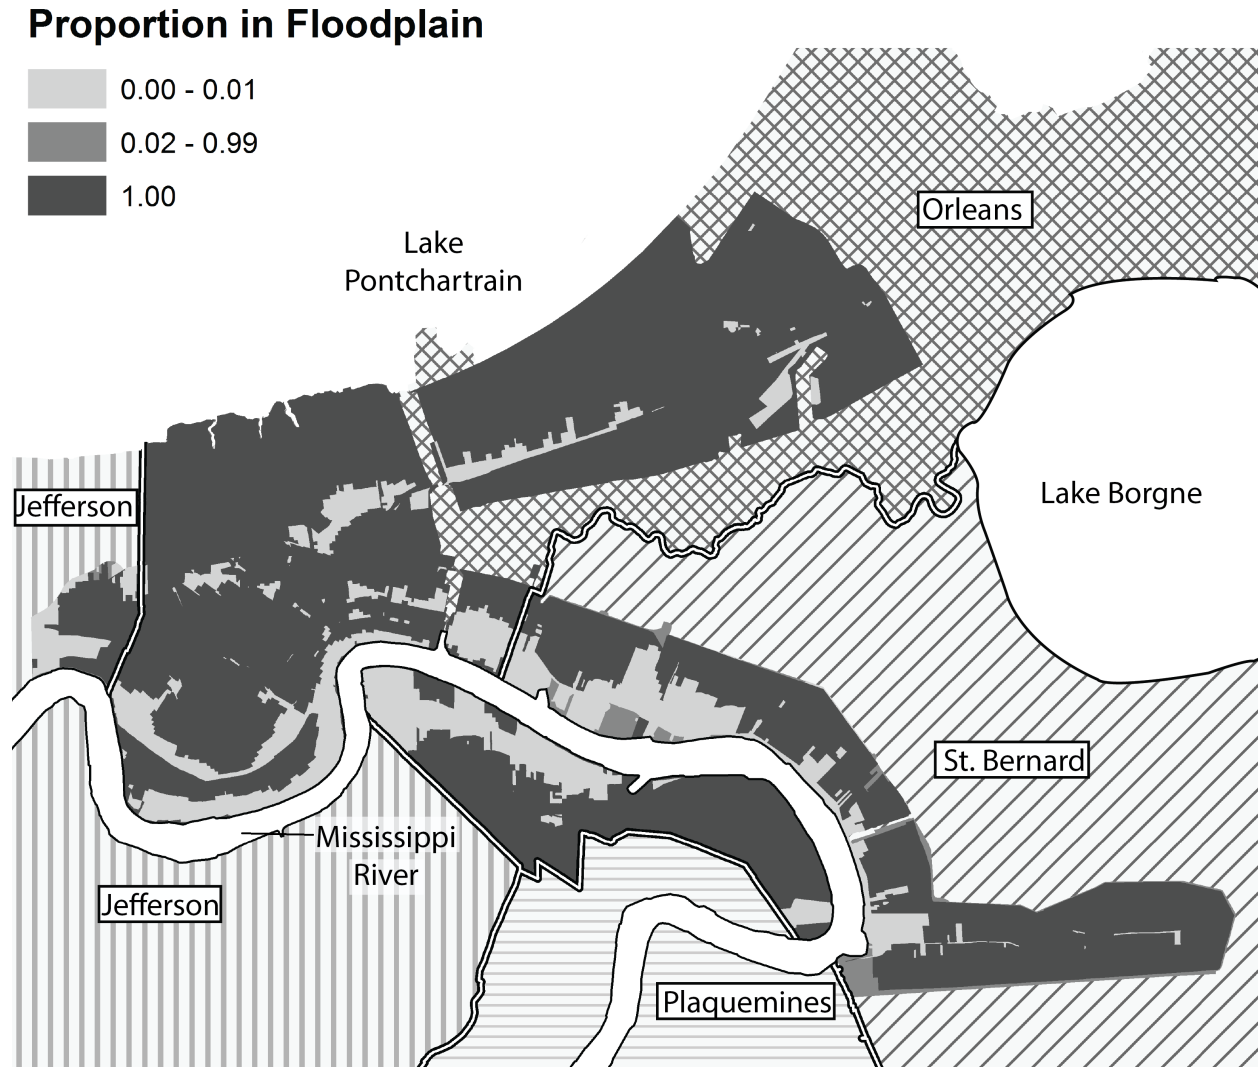 Proportion in Floodplain
0.00 - 0.01
0.02 - 0.99
1.00
Orleans
Lake
Pontchartrain
Jefferson
Lake Borgne
St. Bernard
Mississippi
River
Jefferson
Plaquemines